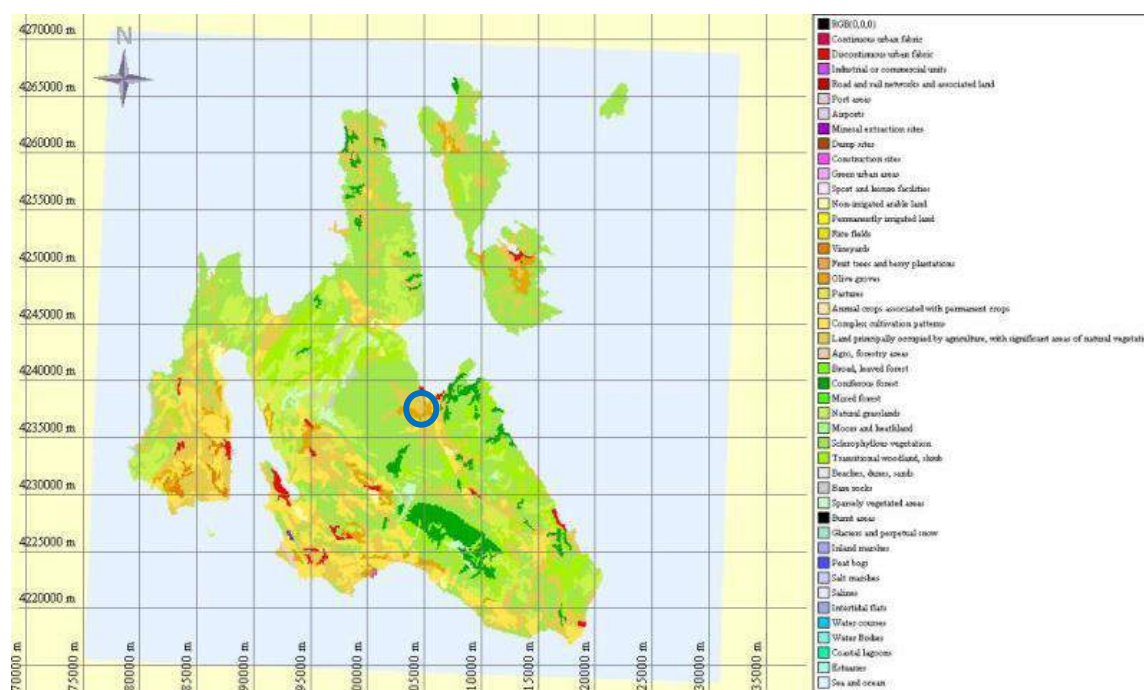 N
4270000 m
4265000 m
4260000 m
4255000 m
4250000 m
4245000 m
4240000 m
4235000 m
4230000 m
4225000 m
4220000 m
70000 m
75000 m
80000 m
85000 m
90000 m
95000 m
00000 m
05000 m
10000 m
15000 m
20000 m
25000 m
30000 m
35000 m
RGB(0,0,0)
Continuous urban fabric
Discontinuous urban fabric
Industrial or commercial units
Road and rail networks and associated land
Port areas
Airports
Mineral extraction sites
Dump sites
Construction sites
Green urban areas
Sport and leisure facilities
Non-irrigated arable land
Permanently irrigated land
Rice fields
Vineyards
Fruit trees and berry plantations
Olive groves
Pastures
Annual crops associated with permanent crops
Complex cultivation patterns
Land principally occupied by agriculture, with significant areas of natural vegetati
Agro, forestry areas
Broad, leaved forest
Coniferous forest
Mixed forest
Natural grasslands
Moors and heathland
Sclerophyllous vegetation
Transitional woodland, shrub
Beaches, dunes, sands
Bare rocks
Sparsely vegetated areas
Burnt areas
Glaciers and perpetual snow
Inland marshes
Peat bogs
Salt marshes
Salines
Intertidal flats
Water courses
Water Bodies
Coastal lagoons
Estuaries
Sea and ocean